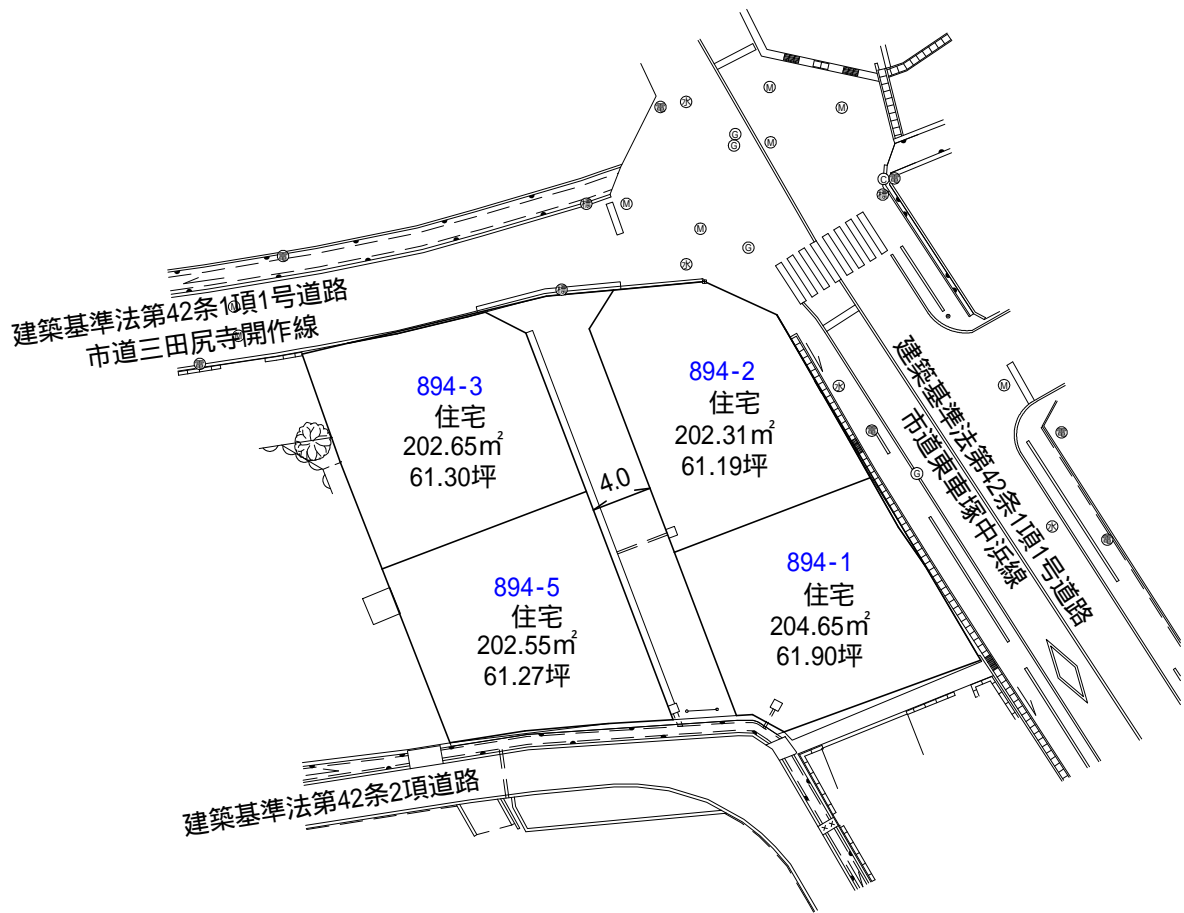 建築基準法第42条1項1号道路
市道三田尻寺開作線
894-3
住宅
202.65㎡
61.30坪
894-2
住宅
202.31㎡
61.19坪
4.0
建築基準法第42条1項1号道路
市道東車塚中浜線
894-5
住宅
202.55㎡
61.27坪
894-1
住宅
204.65㎡
61.90坪
建築基準法第42条2項道路
水
M
M
G
G
M
C
M
M
G
水
M
M
水
M
G
水